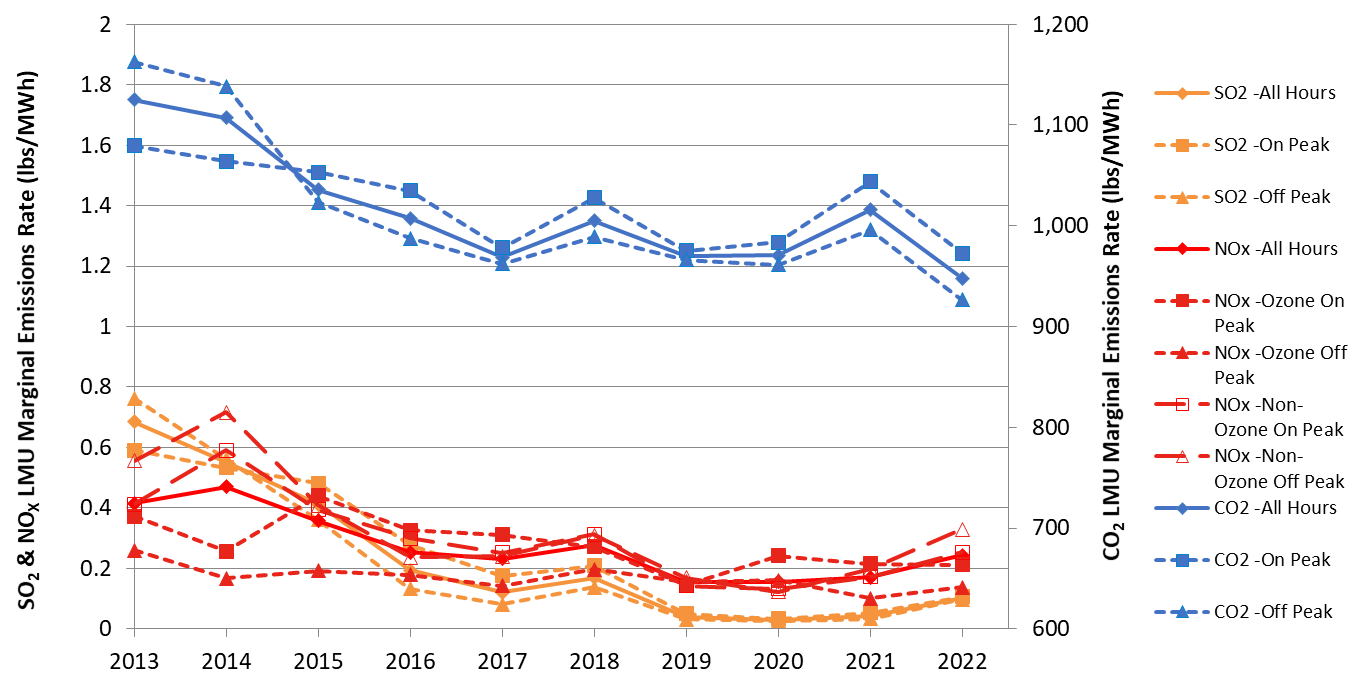 SO2 & NOX LMU Marginal Emissions Rate (lbs/MWh)
2
1.8
1.6
1.4
1.2
1
0.8
0.6
0.4
0.2
0
2013 2014 2015 2016 2017 2018 2019 2020 2021 2022
1,200
1,100
1,000
900
800
700
600
CO2 LMU Marginal Emissions Rate (lbs/MWh)
SO2 -All Hours
SO2 -On Peak
SO2 -Off Peak
NOx -All Hours
NOx -Ozone On
Peak
NOx -Ozone Off
Peak
NOx -Non-
Ozone On Peak
NOx -Non-
Ozone Off Peak
CO2 -All Hours
CO2 -On Peak
CO2 -Off Peak